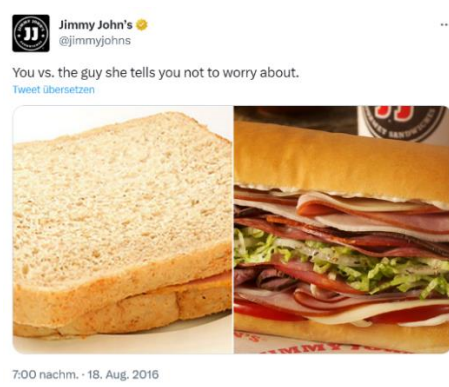 Jimmy John's
@jimmyjohns
You vs. the guy she tells you not to worry about.
Tweet übersetzen
JJ
7:00 nachm. · 18. Aug. 2016